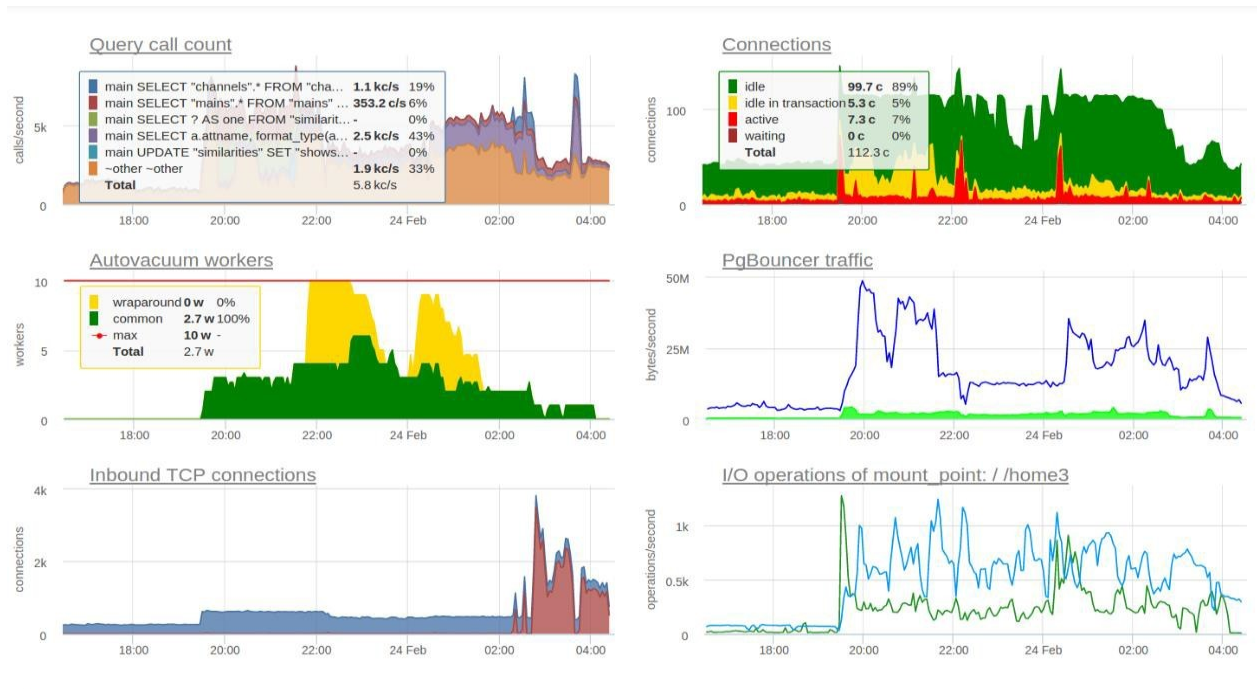 Query call count
calls/second
5k
0
main SELECT "channels".* FROM "cha... 1.1 kc/s 19%
main SELECT "mains".* FROM "mains" ... 353.2 c/s 6%
main SELECT ? AS one FROM "similarit... - 0%
main SELECT a.attname, format_type(a... 2.5 kc/s 43%
main UPDATE "similarities" SET "shows... - 0%
~other ~other 1.9 kc/s 33%
Total 5.8 kc/s
18:00 20:00 22:00 24 Feb 02:00 04:00
Connections
connections
100
0
idle 99.7 c 89%
idle in transaction 5.3 c 5%
active 7.3 c 7%
waiting 0 c 0%
Total 112.3 c
18:00 20:00 22:00 24 Feb 02:00 04:00
Autovacuum workers
workers
10
5
0
wraparound 0 w 0%
common 2.7 w 100%
max 10 w -
Total 2.7 w
18:00 20:00 22:00 24 Feb 02:00 04:00
PgBouncer traffic
bytes/second
50M
25M
0
18:00 20:00 22:00 24 Feb 02:00 04:00
Inbound TCP connections
connections
4k
2k
0
18:00 20:00 22:00 24 Feb 02:00 04:00
I/O operations of mount_point: / /home3
operations/second
1k
0.5k
0
18:00 20:00 22:00 24 Feb 02:00 04:00